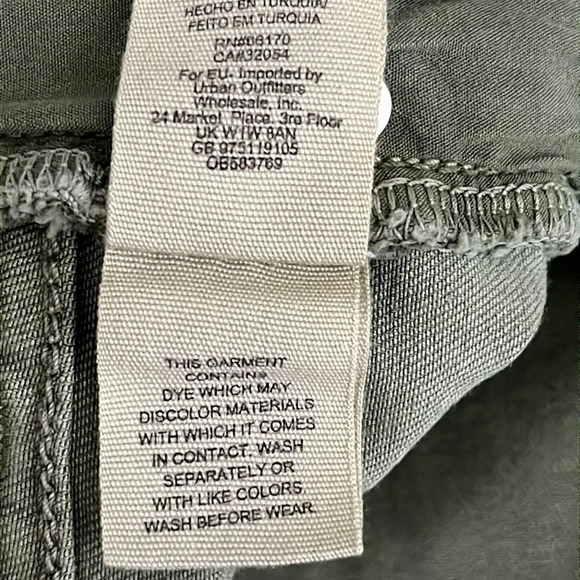 HECHO EN TURQUIA/
FEITO EM TURQUIA
RN#66170
CA#32054
For EU- Imported by
Urban Outfitters
Wholesale, Inc.
24 Market Place, 3rd Floor
UK W1W 8AN
GB 975119105
OB583769
THIS GARMENT
CONTAINS
DYE WHICH MAY
DISCOLOR MATERIALS
WITH WHICH IT COMES
IN CONTACT. WASH
SEPARATELY OR
WITH LIKE COLORS
WASH BEFORE WEAR